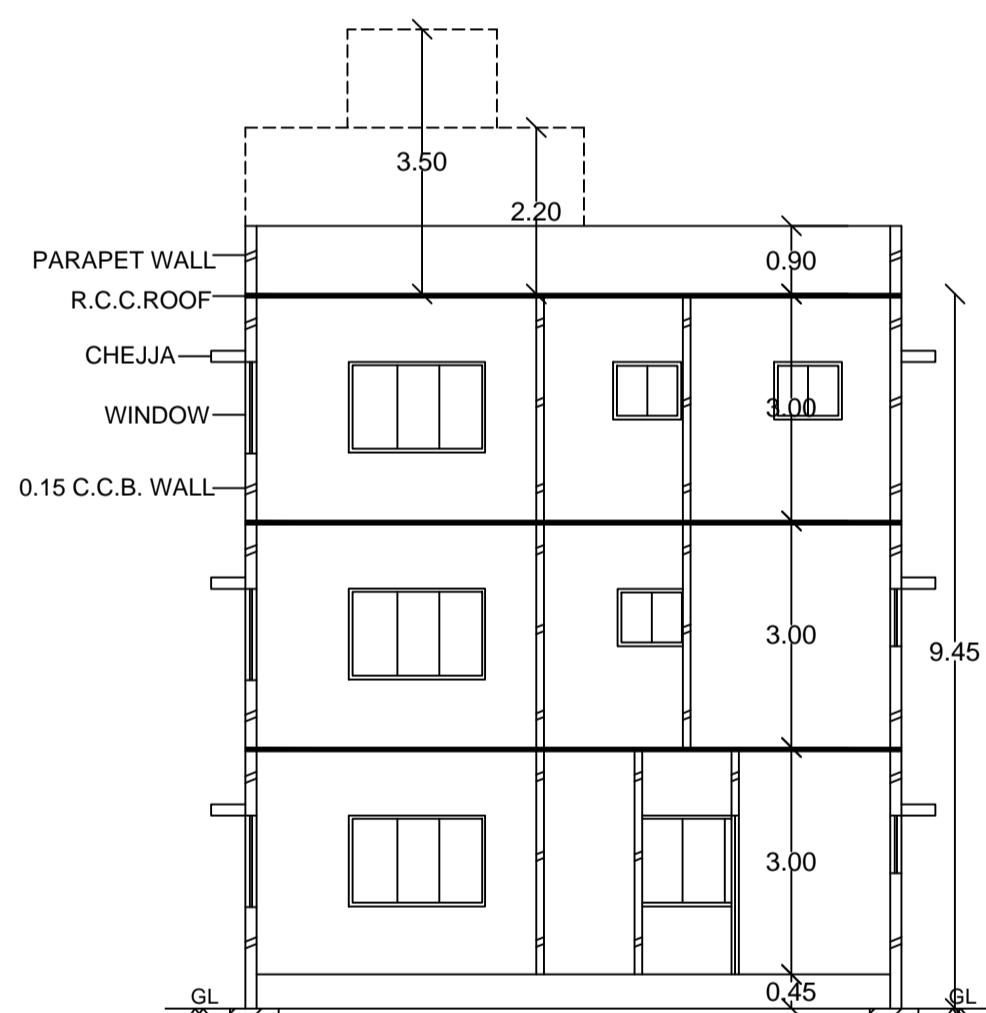 3.50
2.20
PARAPET WALL
0.90
R.C.C.ROOF
CHEJJA
WINDOW
3.00
0.15 C.C.B. WALL
3.00
9.45
3.00
0.45
GL
GL